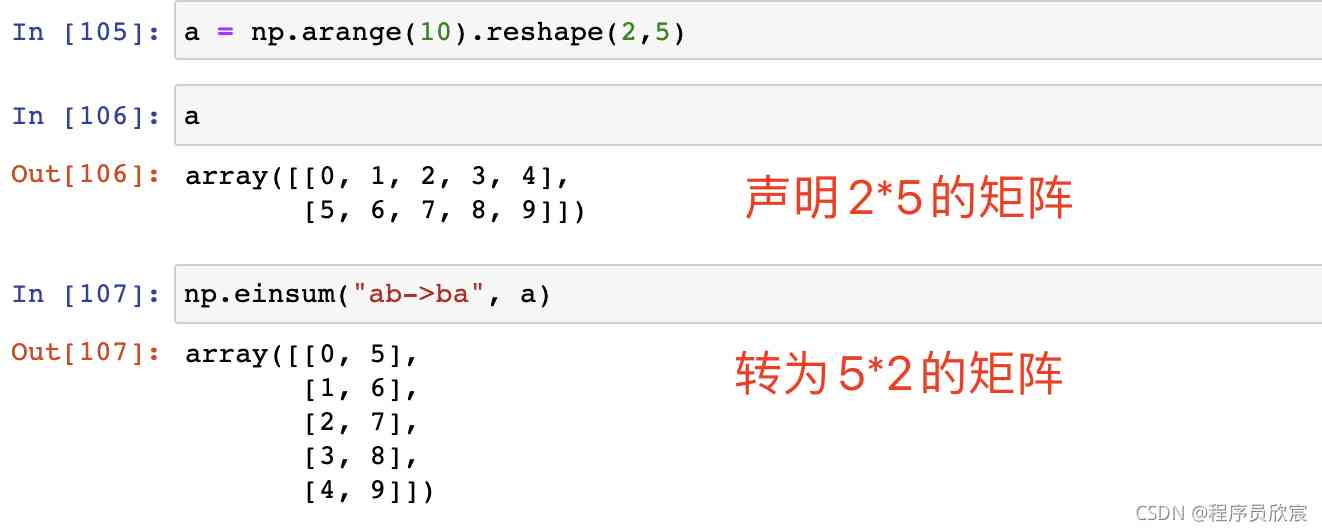 In [105]: a = np.arange(10).reshape(2,5)
In [106]: a
Out[106]: array([[0, 1, 2, 3, 4],
[5, 6, 7, 8, 9]])
声明2*5的矩阵
In [107]: np.einsum("ab->ba", a)
Out[107]: array([[0, 5],
[1, 6],
[2, 7],
[3, 8],
[4, 9]])
转为5*2的矩阵
CSDN @程序员欣宸